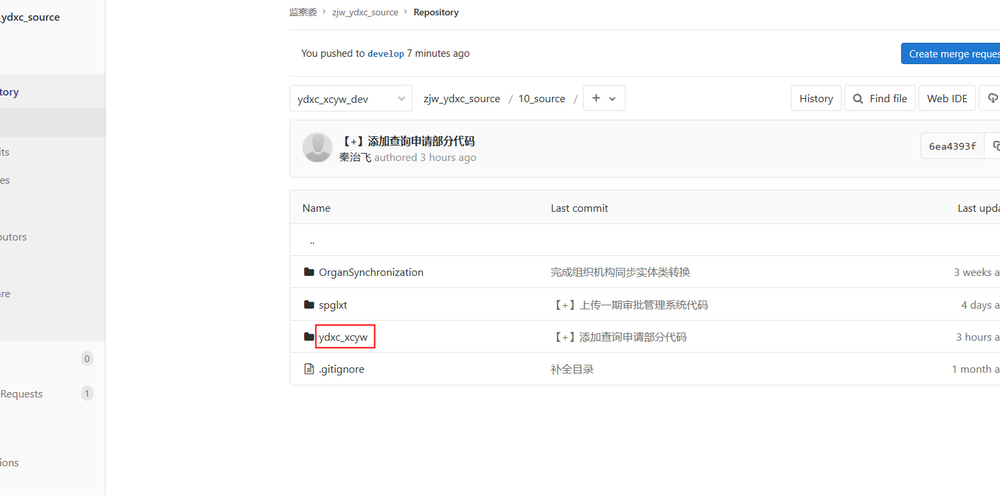 _ydxc_source
监察委 > zjw_ydxc_source > Repository
You pushed to develop 7 minutes ago
Create merge reques
tory
ydxc_xcyw_dev
zjw_ydxc_source / 10_source / +
History
Find file
Web IDE
【+】添加查询申请部分代码
秦治飞 authored 3 hours ago
6ea4393f
its
es
butors
are
Name Last commit Last upda
..
OrganSynchronization 完成组织机构同步实体类转换 3 weeks a
spglxt 【+】上传一期审批管理系统代码 4 days a
ydxc_xcyw 【+】添加查询申请部分代码 3 hours a
.gitignore 补全目录 1 month a
0
Requests 1
ions